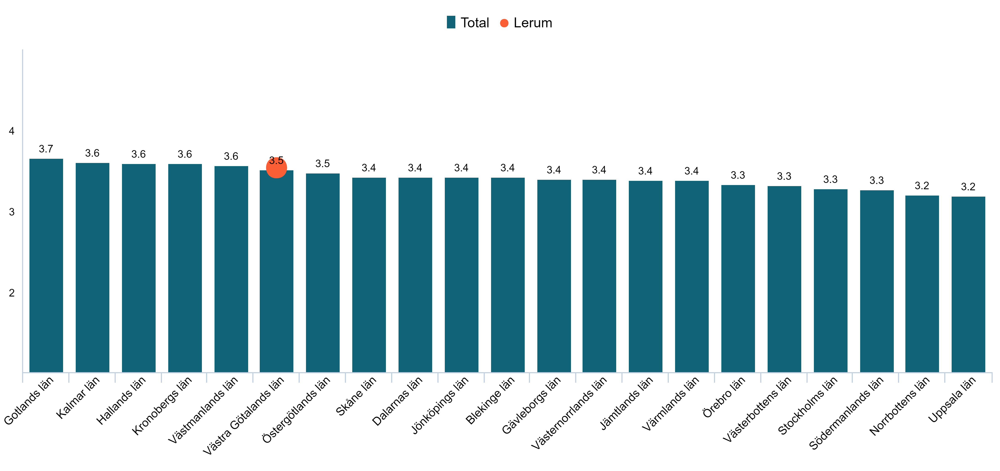 Total Lerum
4
3
2
3.7 3.6 3.6 3.6 3.6 3.5 3.5 3.4 3.4 3.4 3.4 3.4 3.4 3.4 3.4 3.3 3.3 3.3 3.3 3.2 3.2
Gotlands län
Kalmar län
Hallands län
Kronobergs län
Västmanlands län
Västra Götalands län
Östergötlands län
Skåne län
Dalarnas län
Jönköpings län
Blekinge län
Gävleborgs län
Västernorrlands län
Jämtlands län
Värmlands län
Örebro län
Västerbottens län
Stockholms län
Södermanlands län
Norrbottens län
Uppsala län